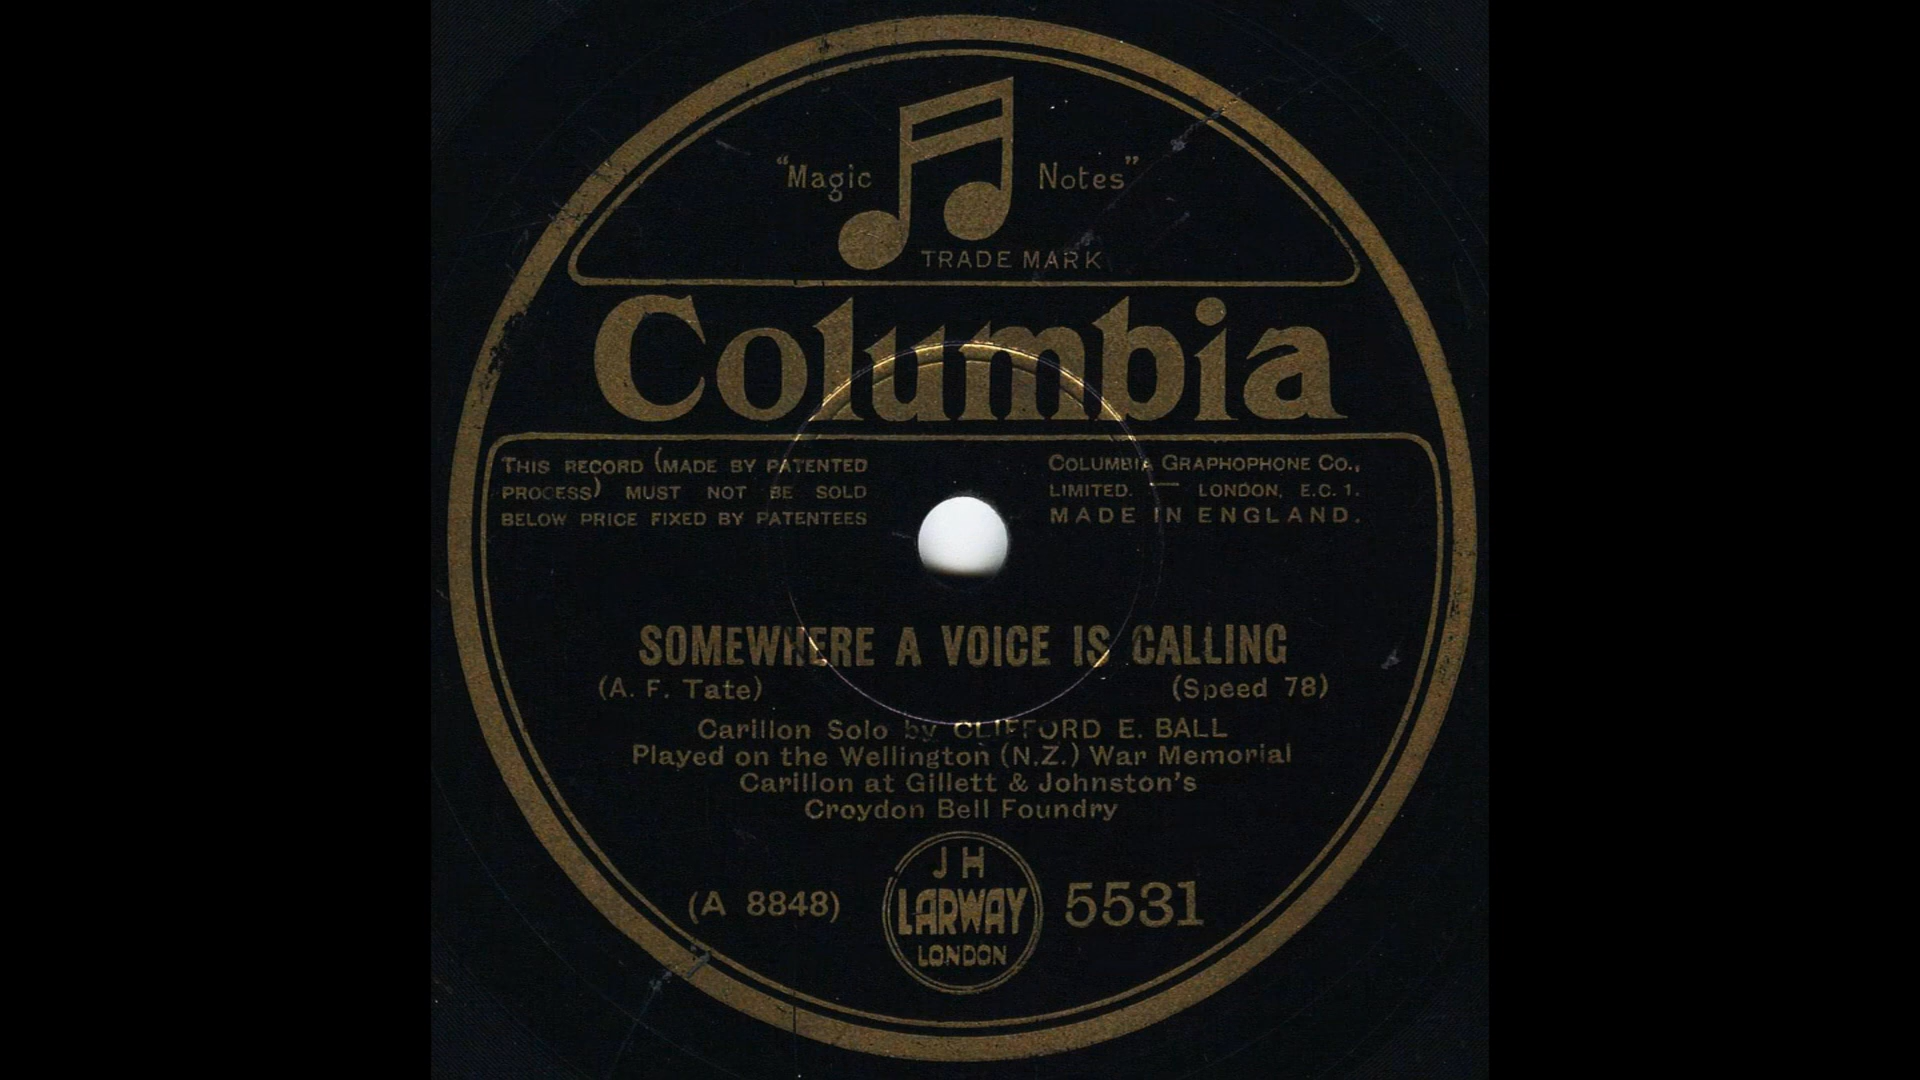 "Magic Notes"
TRADE MARK
Columbia
THIS RECORD (MADE BY PATENTED
PROCESS) MUST NOT BE SOLD
BELOW PRICE FIXED BY PATENTEES
COLUMBIA GRAPHOPHONE CO.,
LIMITED. — LONDON, E.C.1.
MADE IN ENGLAND.
SOMEWHERE A VOICE IS CALLING
(A. F. Tate) (Speed 78)
Carillon Solo by CLIFFORD E. BALL
Played on the Wellington (N.Z.) War Memorial
Carillon at Gillett & Johnston's
Croydon Bell Foundry
(A 8848)
J H
LARWAY
LONDON
5531